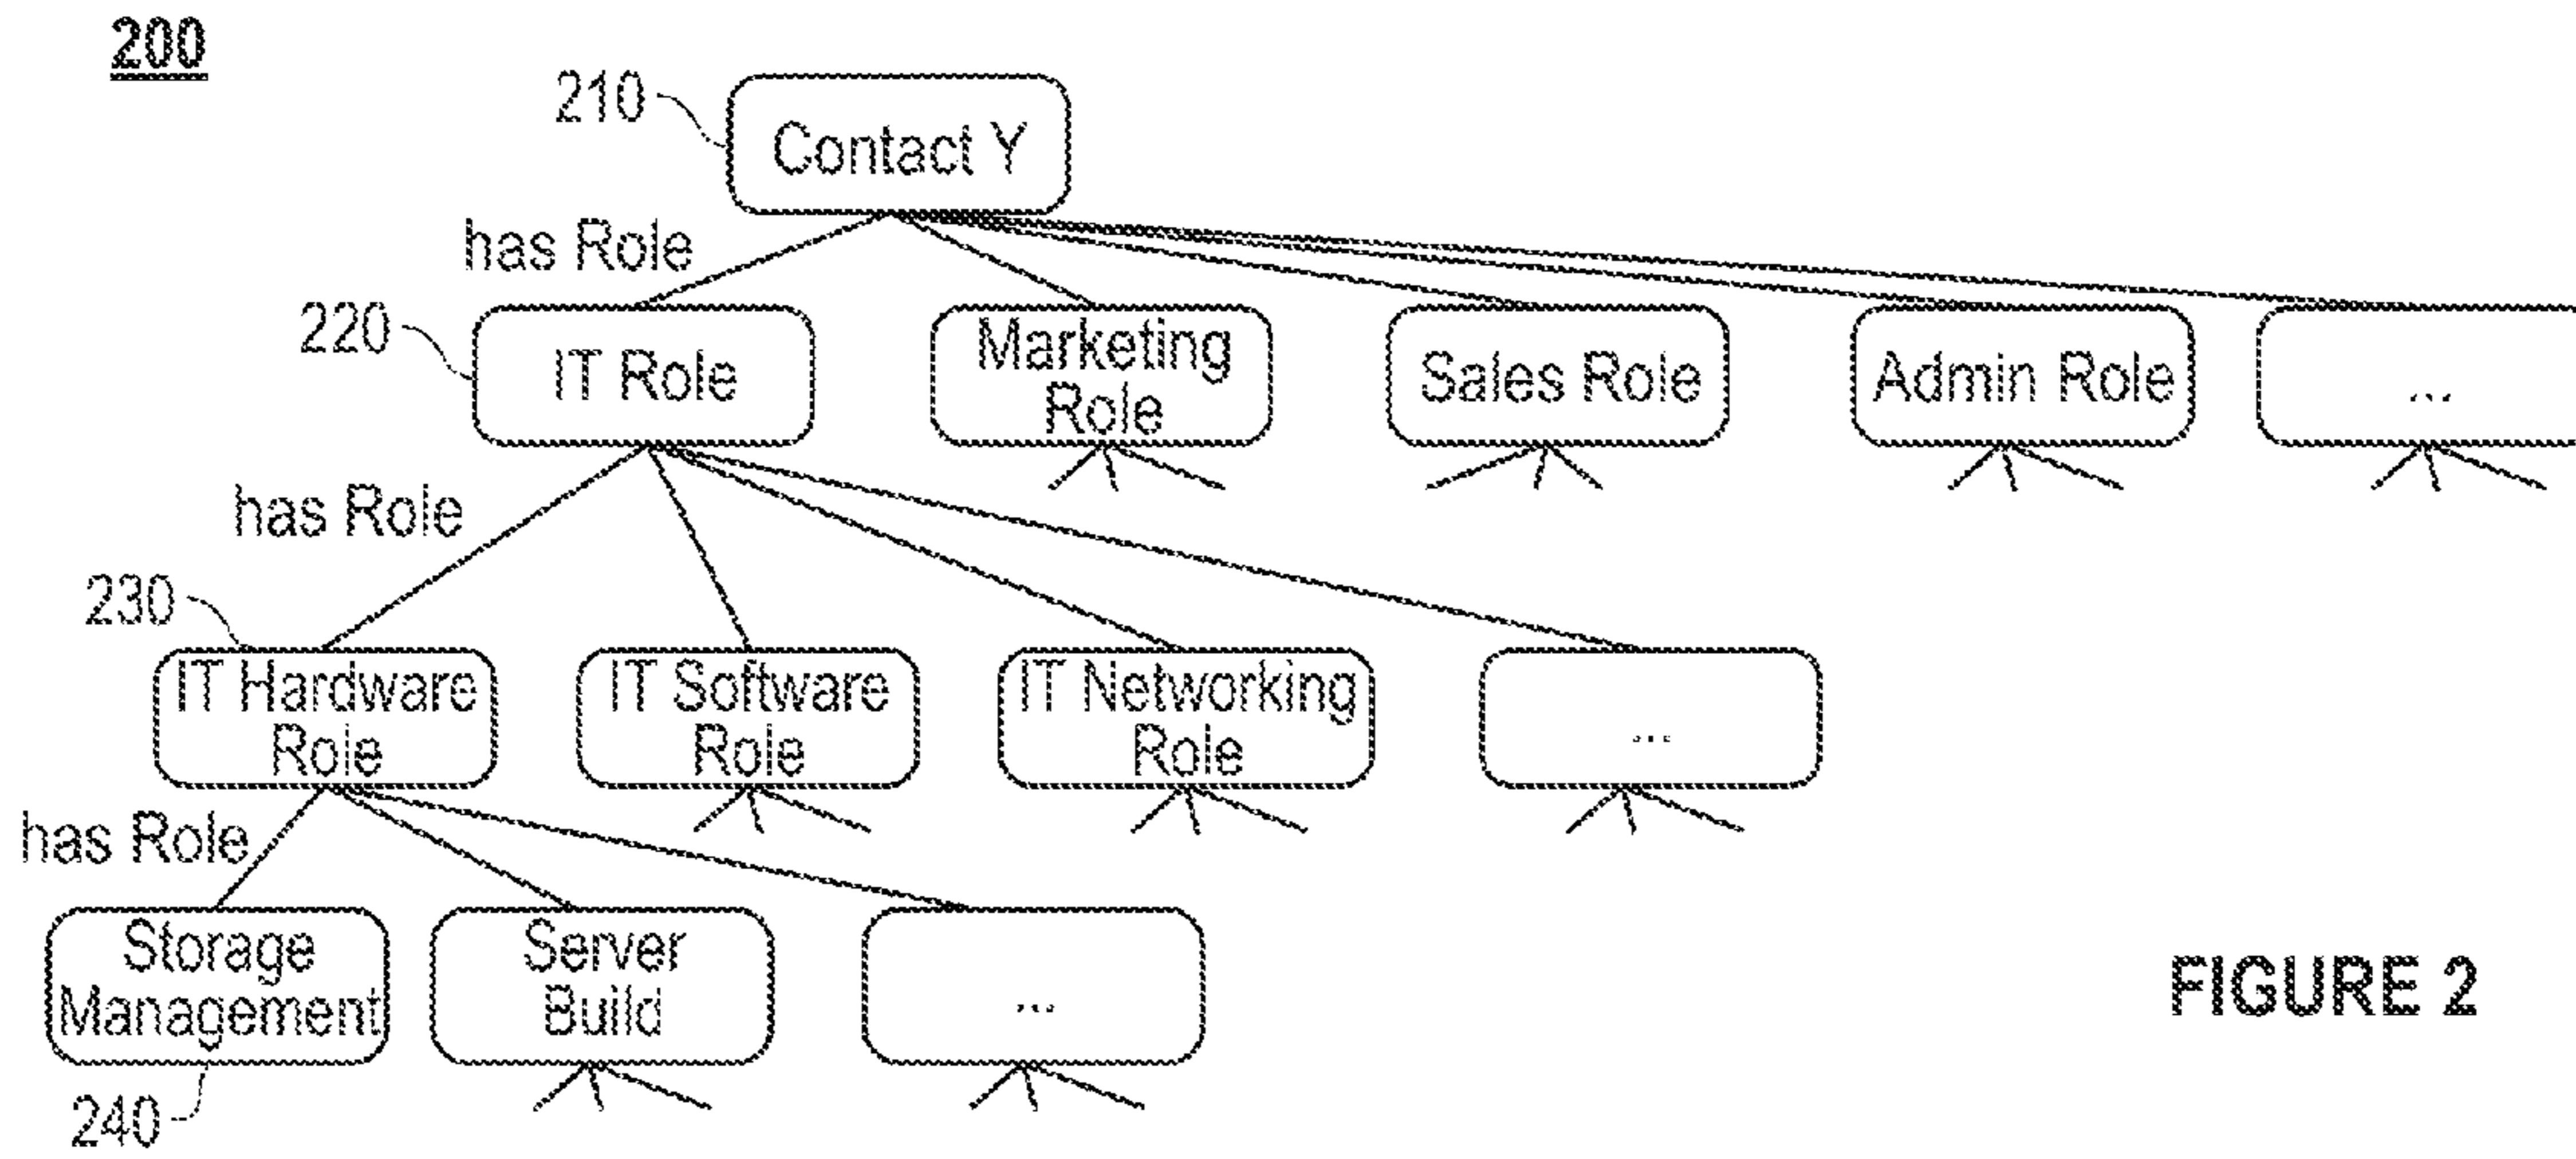 200
210
Contact Y
has Role
220
IT Role
Marketing
Role
Sales Role
Admin Role
...
has Role
230
IT Hardware
Role
IT Software
Role
IT Networking
Role
...
has Role
Storage
Management
Server
Build
...
240
FIGURE 2